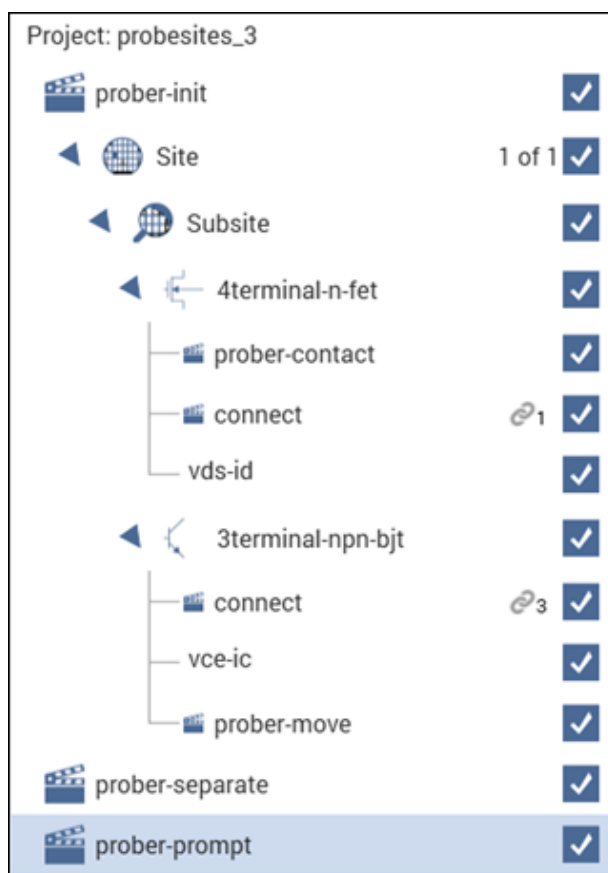 Project: probesites_3
prober-init
Site 1 of 1
Subsite
4terminal-n-fet
prober-contact
connect 1
vds-id
3terminal-npn-bjt
connect 3
vce-ic
prober-move
prober-separate
prober-prompt